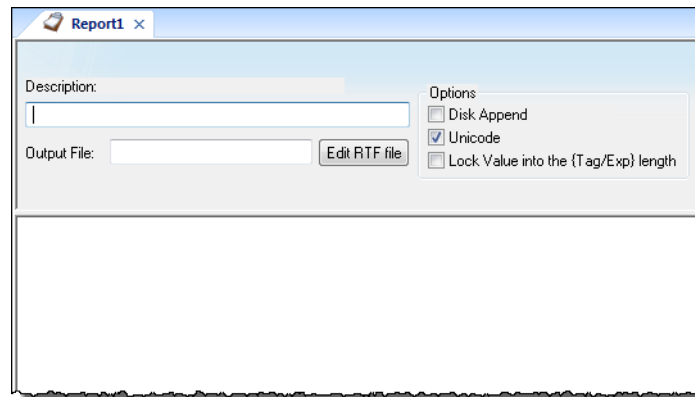 Report1
Description:
Output File:
Edit RTF file
Options
Disk Append
Unicode
Lock Value into the {Tag/Exp} length